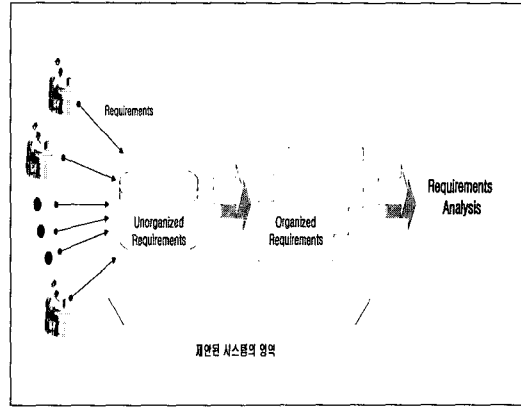 Requirements
Unorganized
Requirements
Organized
Requirements
Requirements
Analysis
제안된 시스템의 영역